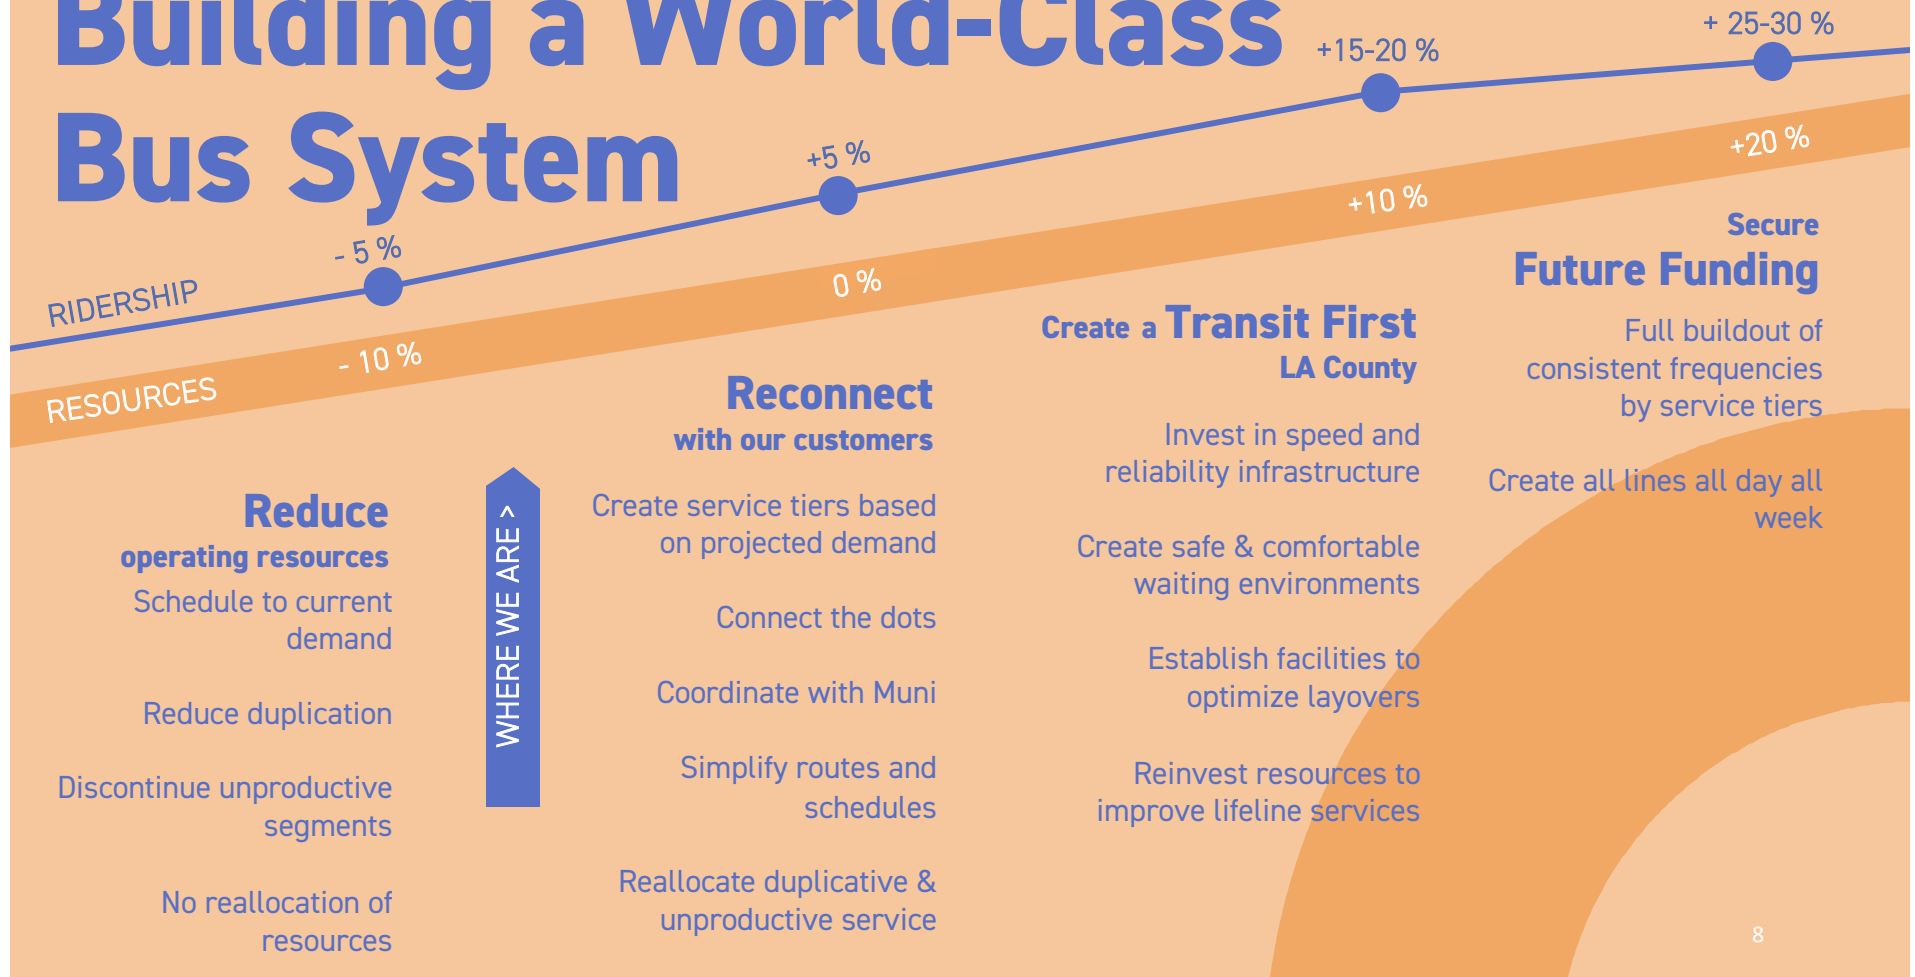 Building a World-Class
Bus System
RIDERSHIP
- 5 %
+5 %
+15-20 %
+ 25-30 %
RESOURCES
- 10 %
0 %
+10 %
+20 %
Reduce
operating resources
Schedule to current
demand
Reduce duplication
Discontinue unproductive
segments
No reallocation of
resources
WHERE WE ARE >
Reconnect
with our customers
Create service tiers based
on projected demand
Connect the dots
Coordinate with Muni
Simplify routes and
schedules
Reallocate duplicative &
unproductive service
Create a Transit First
LA County
Invest in speed and
reliability infrastructure
Create safe & comfortable
waiting environments
Establish facilities to
optimize layovers
Reinvest resources to
improve lifeline services
Secure
Future Funding
Full buildout of
consistent frequencies
by service tiers
Create all lines all day all
week
8